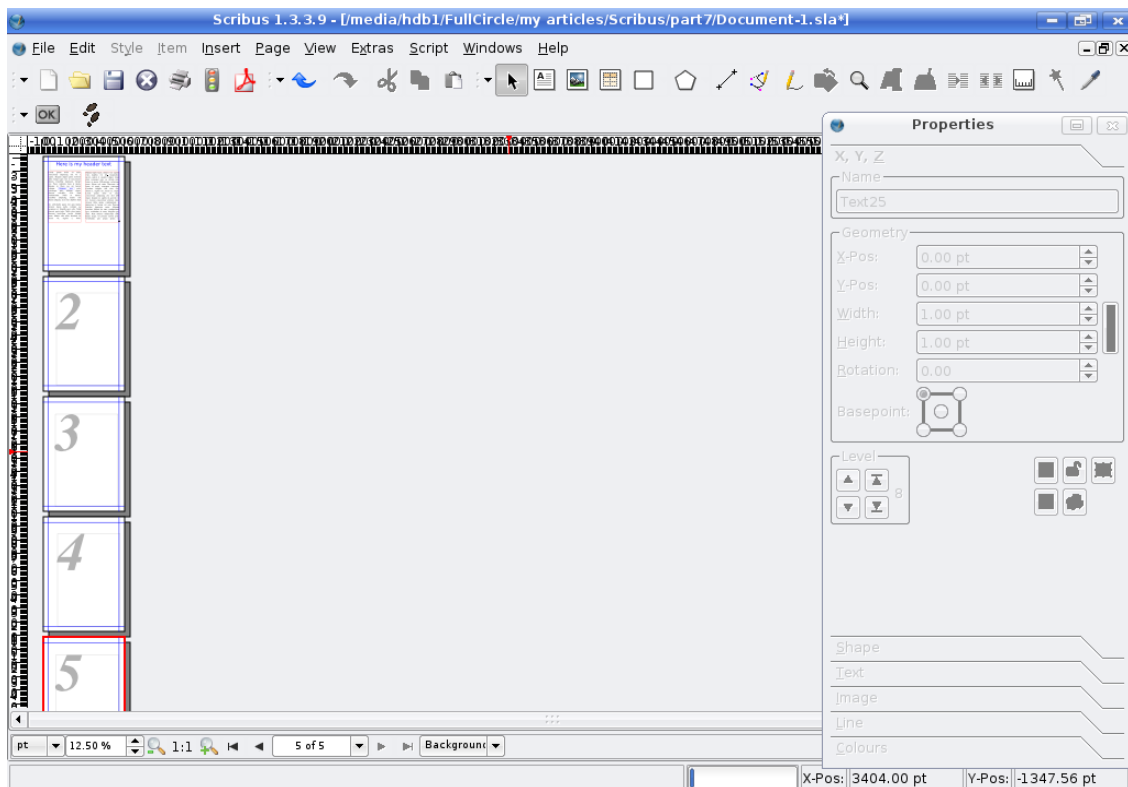 Scribus 1.3.3.9 - [/media/hdb1/FullCircle/my articles/Scribus/part7/Document-1.sla*]
File Edit Style Item Insert Page View Extras Script Windows Help
OK
Properties
X, Y, Z
Name
Text25
Geometry
X-Pos: 0.00 pt
Y-Pos: 0.00 pt
Width: 1.00 pt
Height: 1.00 pt
Rotation: 0.00
Basepoint:
Level
8
Shape
Text
Image
Line
Colours
Here is my header text
2
3
4
5
pt 12.50 % 1:1 5 of 5 Background
X-Pos: 3404.00 pt Y-Pos: -1347.56 pt